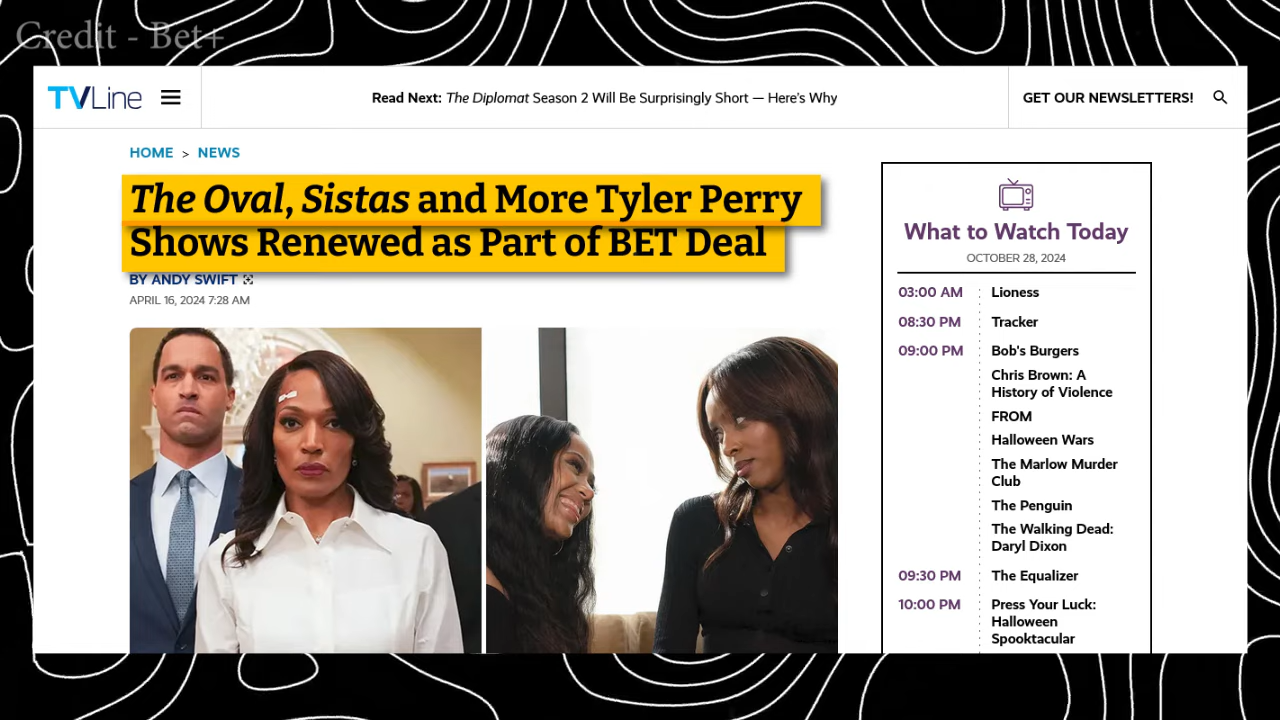 Credit - Bet+
TVLine
Read Next: The Diplomat Season 2 Will Be Surprisingly Short — Here's Why
GET OUR NEWSLETTERS!
HOME > NEWS
The Oval, Sistas and More Tyler Perry
Shows Renewed as Part of BET Deal
BY ANDY SWIFT
APRIL 16, 2024 7:28 AM
What to Watch Today
OCTOBER 28, 2024
03:00 AM Lioness
08:30 PM Tracker
09:00 PM Bob's Burgers
Chris Brown: A
History of Violence
FROM
Halloween Wars
The Marlow Murder
Club
The Penguin
The Walking Dead:
Daryl Dixon
09:30 PM The Equalizer
10:00 PM Press Your Luck:
Halloween
Spooktacular